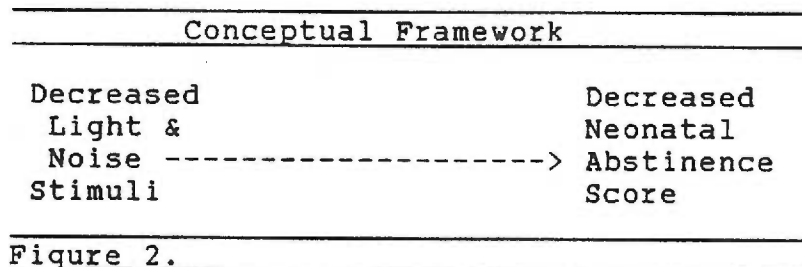 Conceptual Framework
Decreased Decreased
Light & Neonatal
Noise --------------------> Abstinence
Stimuli Score
Figure 2.